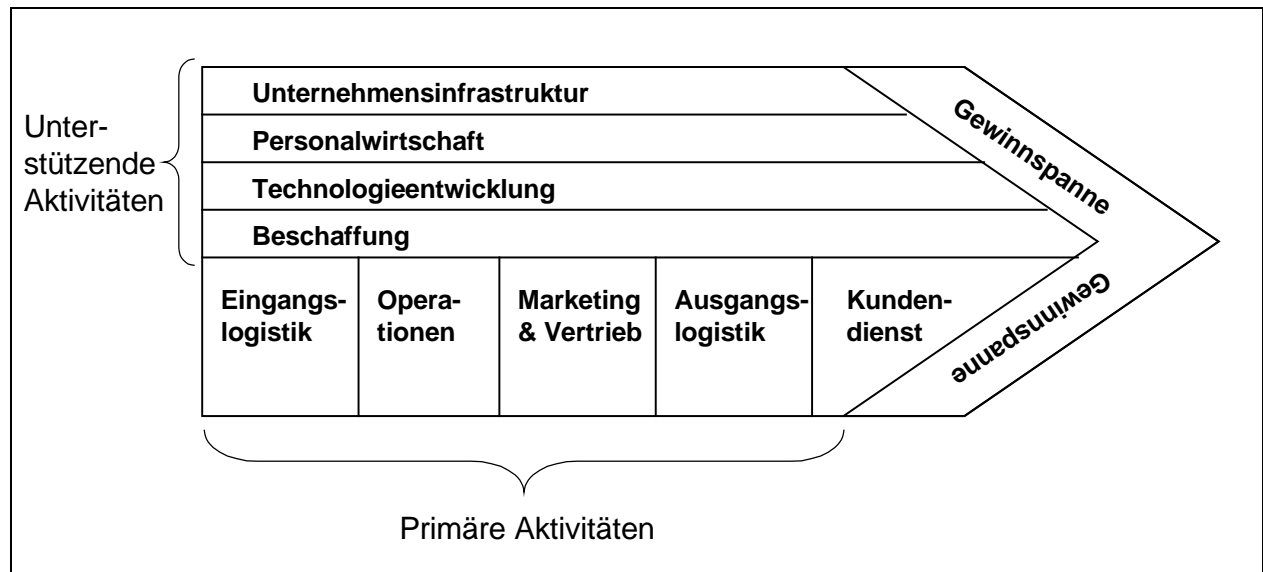 Unter-
stützende
Aktivitäten
Unternehmensinfrastruktur
Personalwirtschaft
Technologieentwicklung
Beschaffung
Eingangs-
logistik
Opera-
tionen
Marketing
& Vertrieb
Ausgangs-
logistik
Kunden-
dienst
Gewinnspanne
Gewinnspanne
Primäre Aktivitäten